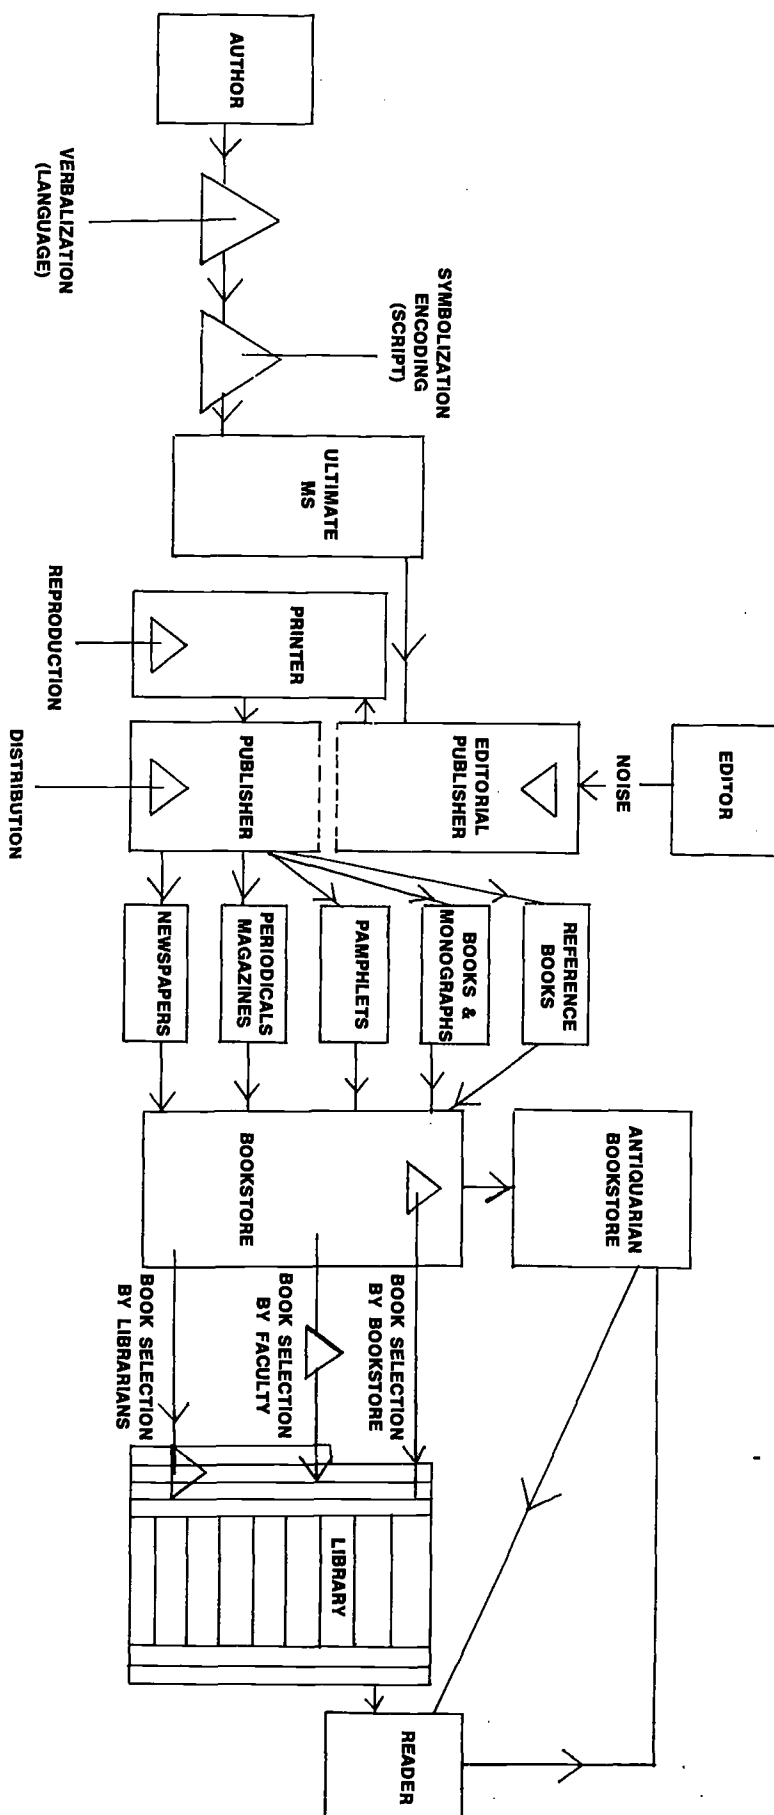 AUTHOR
VERBALIZATION
(LANGUAGE)
SYMBOLIZATION
ENCODING
(SCRIPT)
ULTIMATE
MS
PRINTER
REPRODUCTION
EDITOR
NOISE
EDITORIAL
PUBLISHER
PUBLISHER
DISTRIBUTION
REFERENCE
BOOKS
BOOKS &
MONOGRAPHS
PAMPHLETS
PERIODICALS
MAGAZINES
NEWSPAPERS
ANTIQUARIAN
BOOKSTORE
BOOKSTORE
BOOK SELECTION
BY BOOKSTORE
BOOK SELECTION
BY FACULTY
BOOK SELECTION
BY LIBRARIANS
LIBRARY
READER